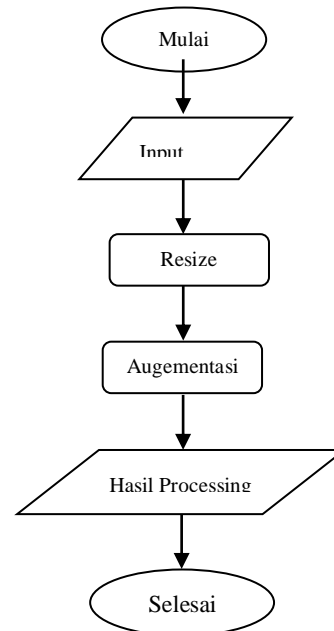 Mulai
Input
Resize
Augementasi
Hasil Processing
Selesai